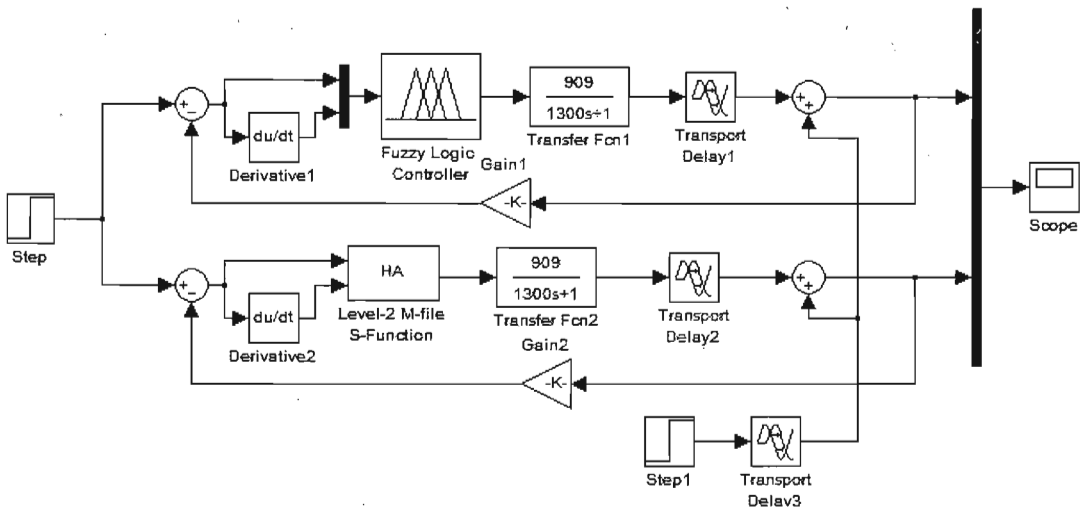 909
1300s÷1
Transfer Fcn1
Transport
Delay1
du/dt
Derivative1
Fuzzy Logic
Controller
Gain1
-K-
Step
Scope
HA
Level-2 M-file
S-Function
909
1300s+1
Transfer Fcn2
Transport
Delay2
du/dt
Derivative2
Gain2
-K-
Step1
Transport
Delay3